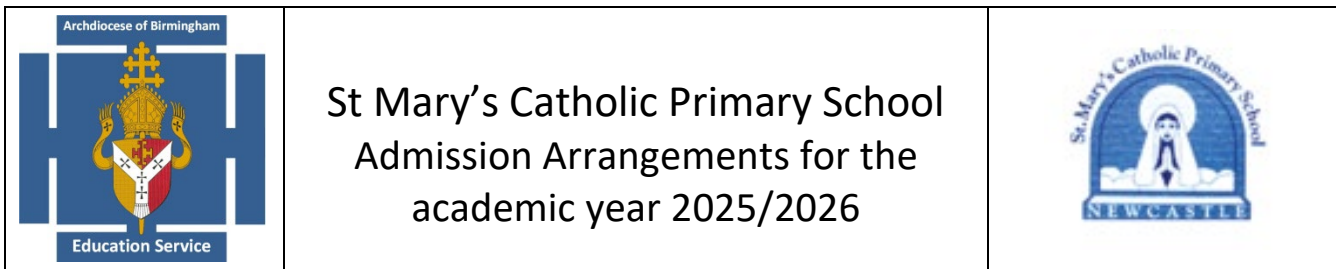 Archdiocese of Birmingham
Education Service
St Mary’s Catholic Primary School
Admission Arrangements for the
academic year 2025/2026
St. Mary's Catholic Primary School
NEWCASTLE